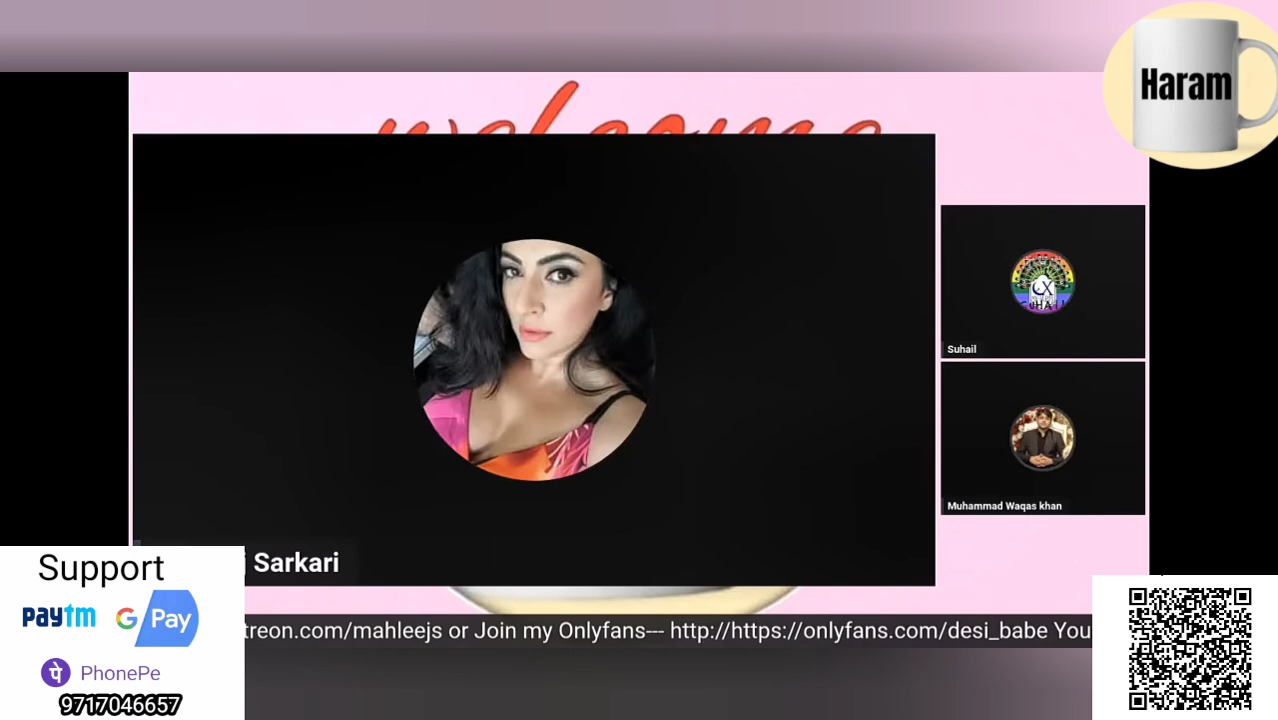 Haram
welcome
Suhail
Muhammad Waqas khan
Sarkari
Support
paytm
G Pay
पे PhonePe
9717046657
treon.com/mahleejs or Join my Onlyfans--- http://https://onlyfans.com/desi_babe You